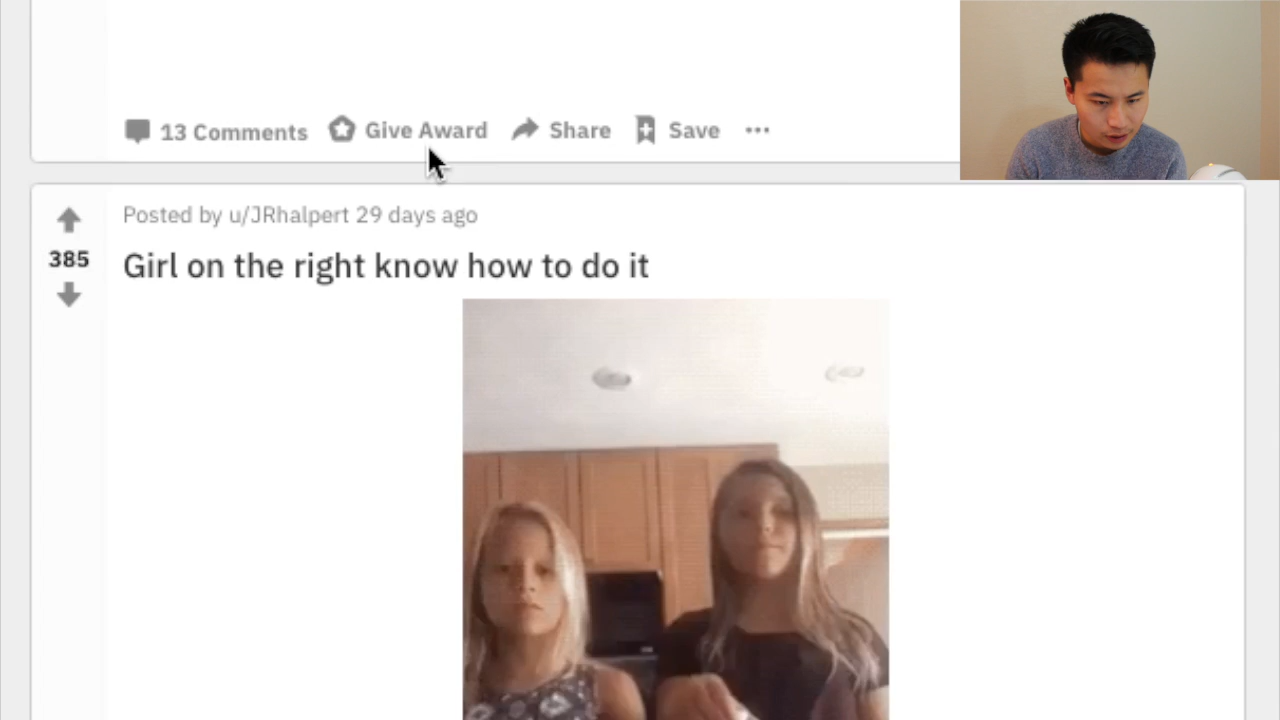 13 Comments Give Award Share Save
Posted by u/JRhalpert 29 days ago
385
Girl on the right know how to do it